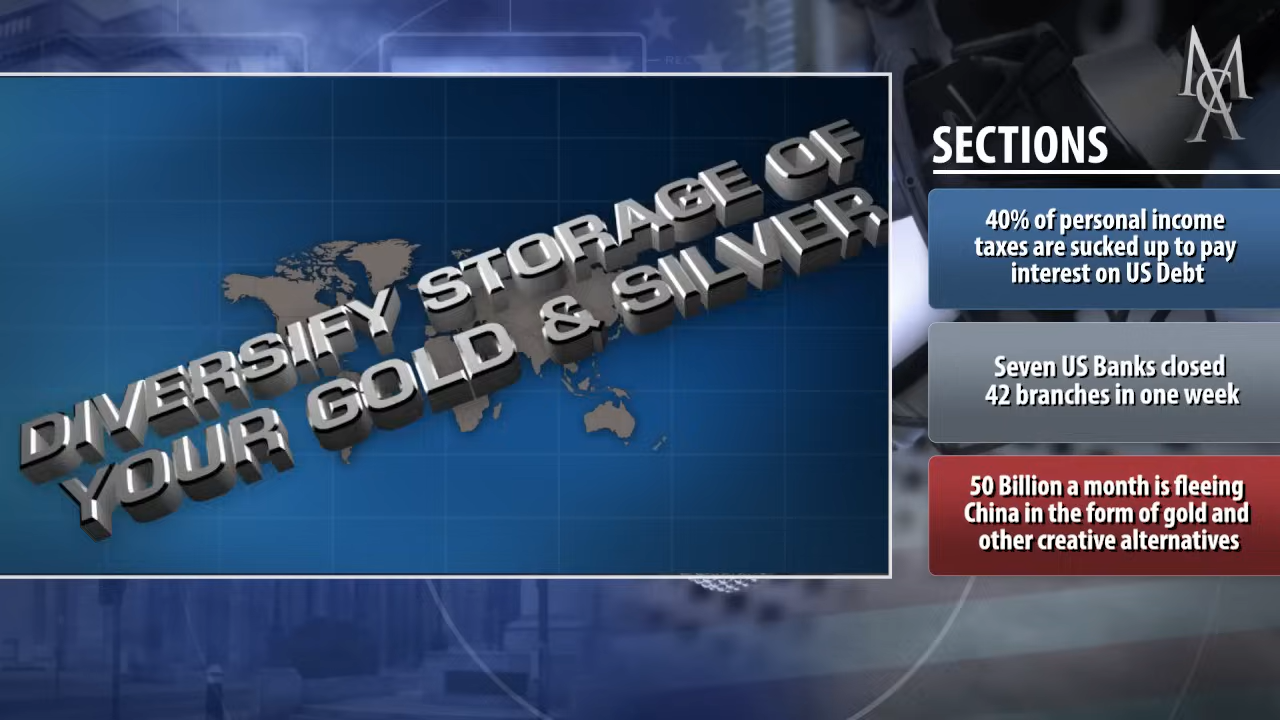 DIVERSIFY STORAGE OF
YOUR GOLD & SILVER
MCA
SECTIONS
40% of personal income
taxes are sucked up to pay
interest on US Debt
Seven US Banks closed
42 branches in one week
50 Billion a month is fleeing
China in the form of gold and
other creative alternatives
REC